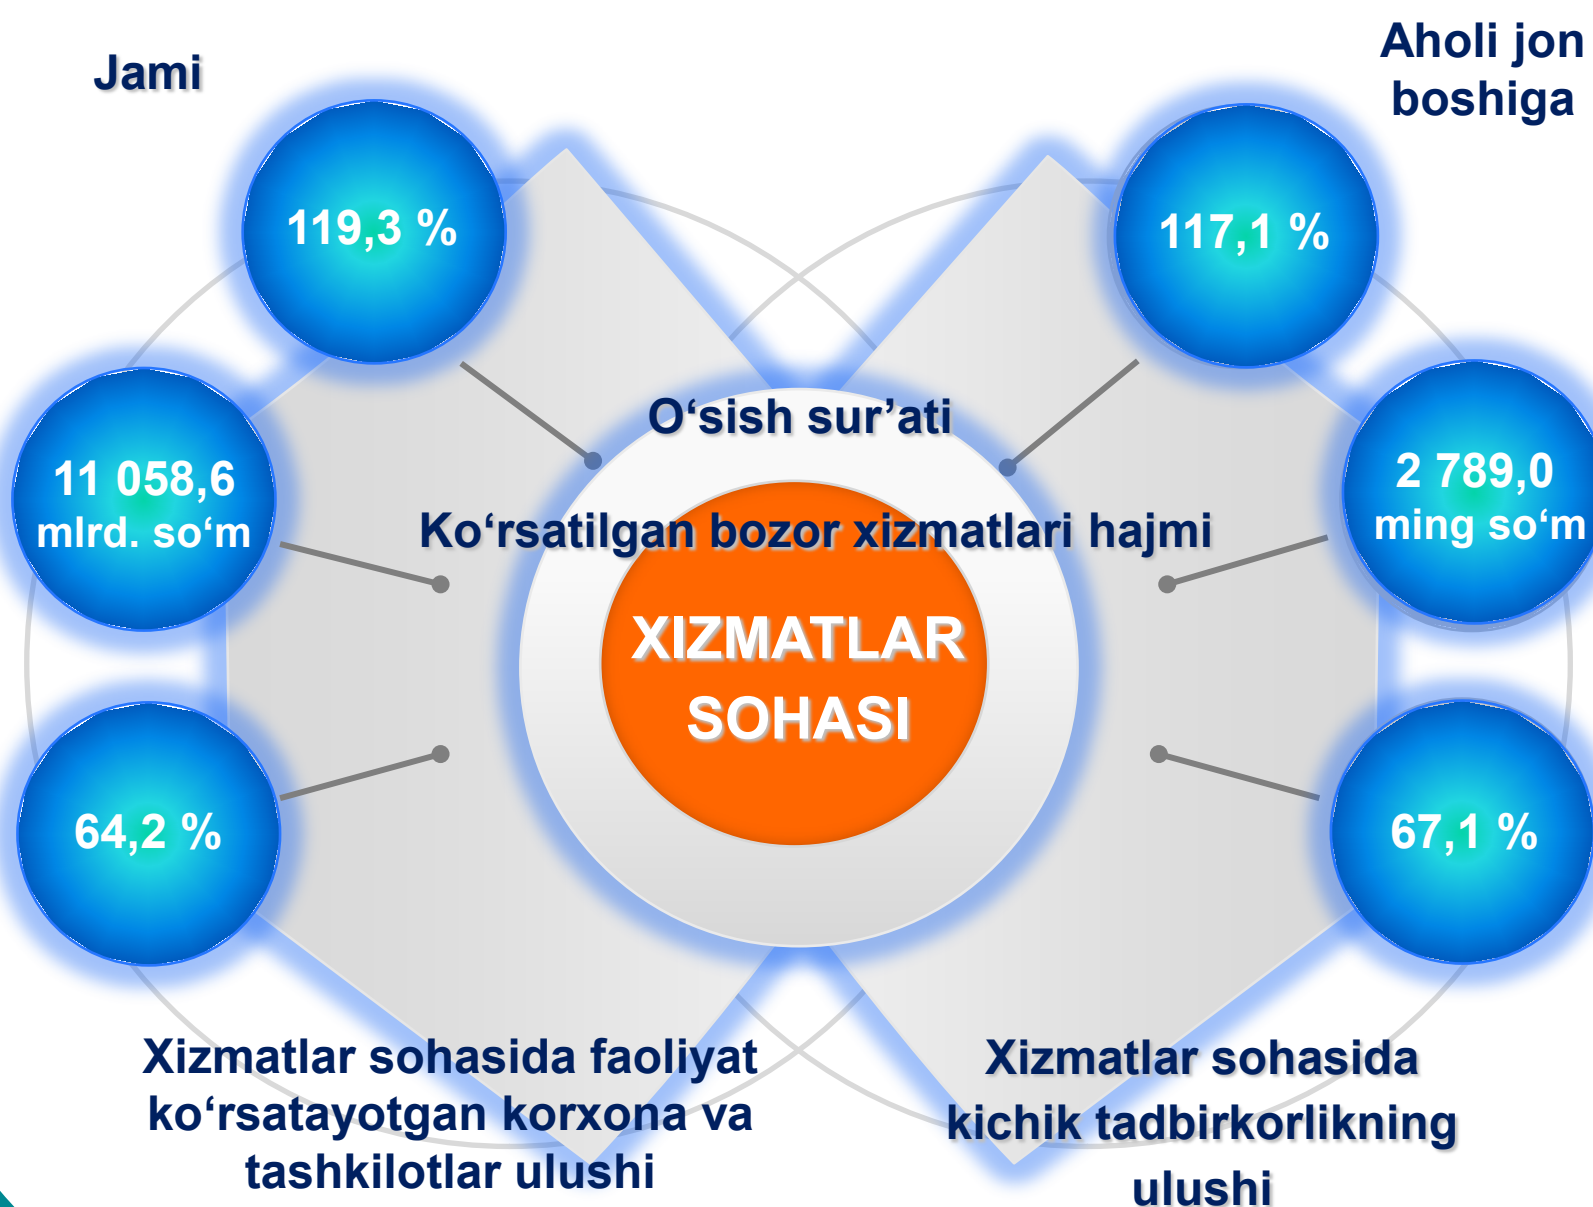 Jami
Aholi jon
boshiga
119,3 %
117,1 %
O‘sish sur’ati
11 058,6
mlrd. so‘m
2 789,0
ming so‘m
Ko‘rsatilgan bozor xizmatlari hajmi
XIZMATLAR
SOHASI
64,2 %
67,1 %
Xizmatlar sohasida faoliyat
ko‘rsatayotgan korxona va
tashkilotlar ulushi
Xizmatlar sohasida
kichik tadbirkorlikning
ulushi